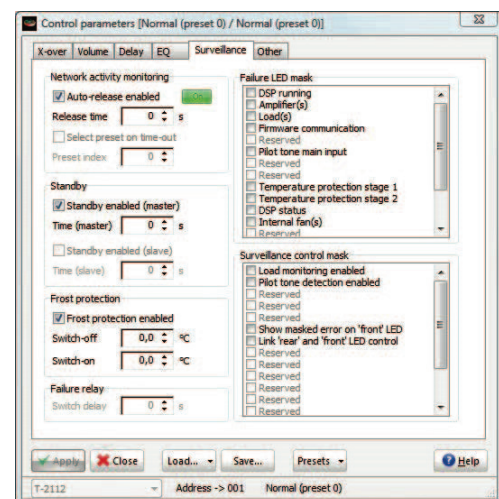 Control parameters [Normal (preset 0) / Normal (preset 0)]
X-over Volume Delay EQ Surveillance Other
Network activity monitoring
Auto-release enabled
Release time 0 s
Select preset on time-out
Preset index 0
Standby
Standby enabled (master)
Time (master) 0 s
Standby enabled (slave)
Time (slave) 0 s
Frost protection
Frost protection enabled
Switch-off 0,0 ºC
Switch-on 0,0 ºC
Failure relay
Switch delay 0 s
Failure LED mask
DSP running
Amplifier(s)
Load(s)
Firmware communication
Reserved
Pilot tone main input
Reserved
Reserved
Temperature protection stage 1
Temperature protection stage 2
DSP status
Internal fan(s)
Reserved
Surveillance control mask
Load monitoring enabled
Pilot tone detection enabled
Reserved
Reserved
Reserved
Show masked error on 'front' LED
Link 'rear' and 'front' LED control
Reserved
Reserved
Reserved
Reserved
Reserved
Reserved
Apply Close Load... Save... Presets Help
T-2112 Address -> 001 Normal (preset 0)